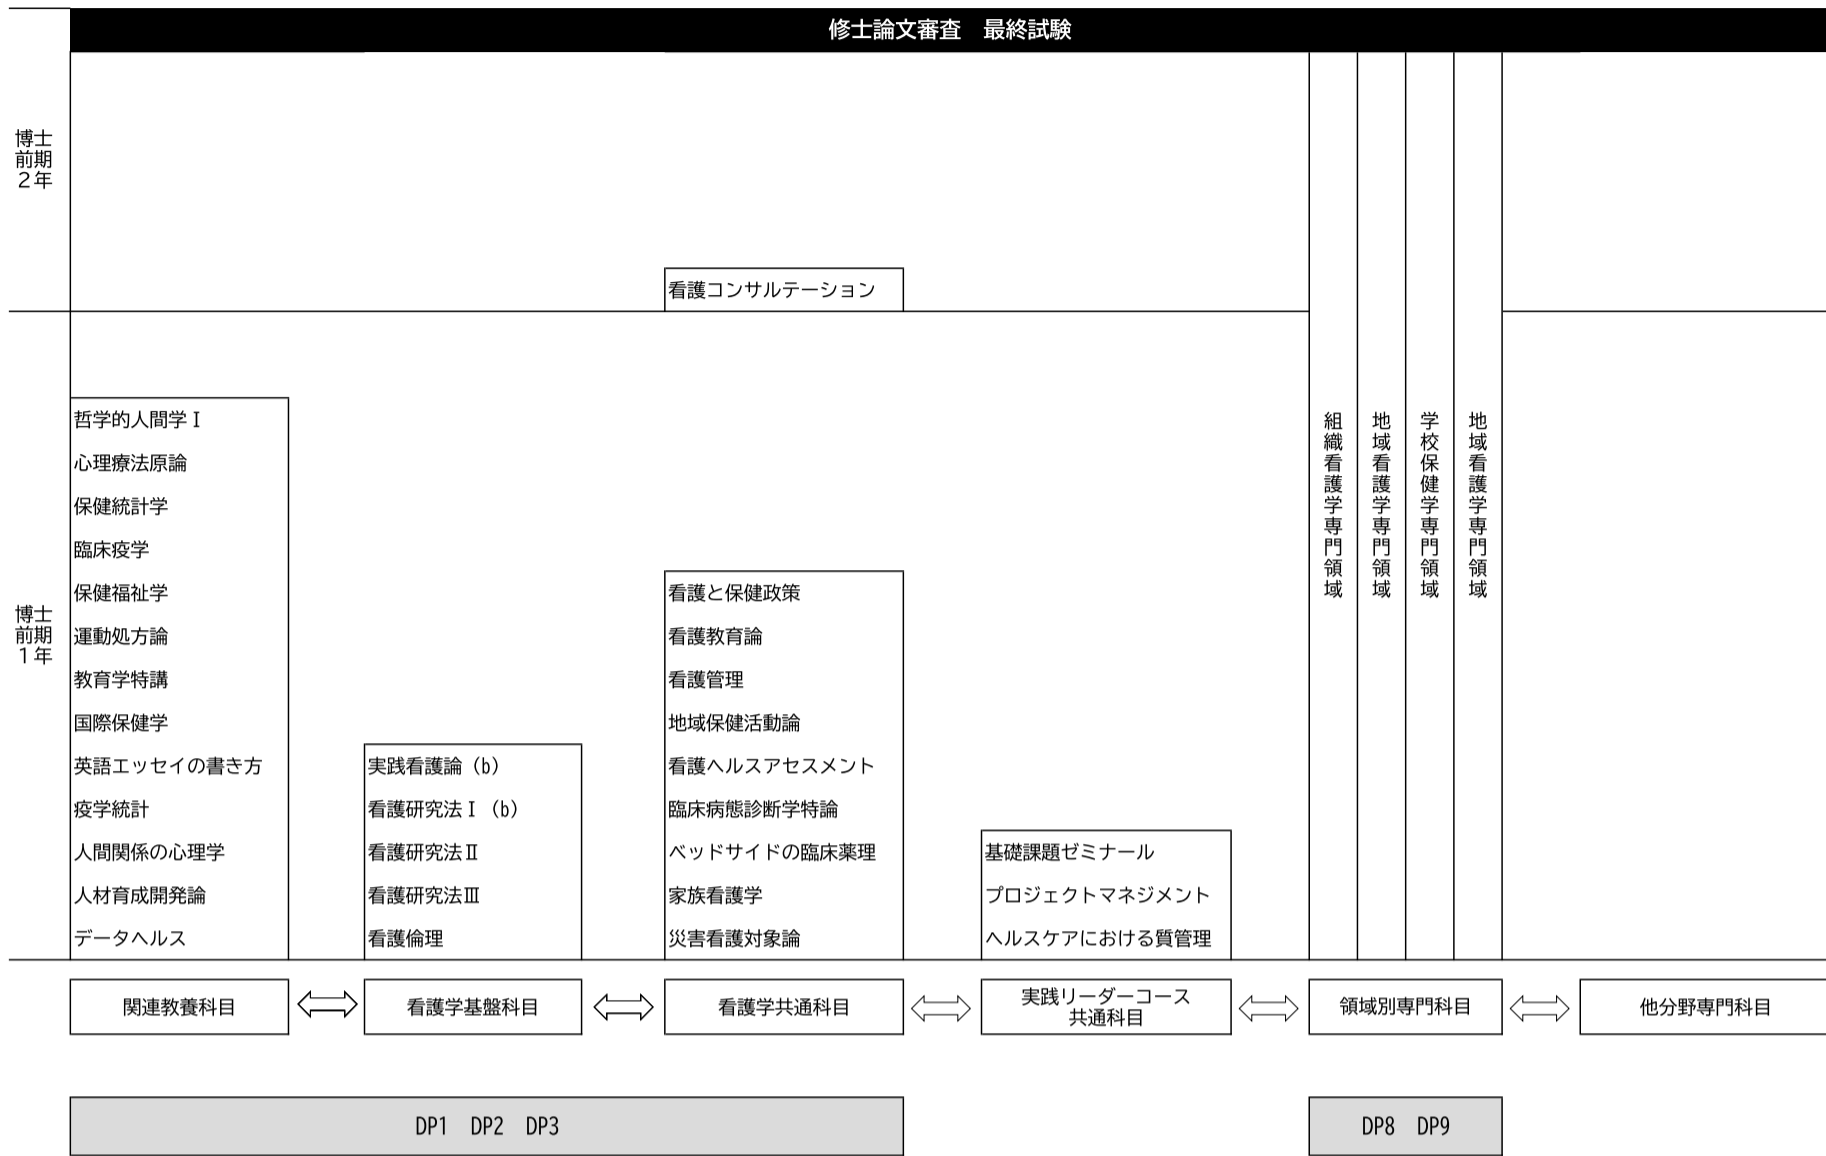 修士論文審査　最終試験
博士
前期
２年
看護コンサルテーション
博士
前期
１年
哲学的人間学Ⅰ
心理療法原論
保健統計学
臨床疫学
保健福祉学
運動処方論
教育学特講
国際保健学
英語エッセイの書き方
疫学統計
人間関係の心理学
人材育成開発論
データヘルス
実践看護論（b）
看護研究法Ⅰ（b）
看護研究法Ⅱ
看護研究法Ⅲ
看護倫理
看護と保健政策
看護教育論
看護管理
地域保健活動論
看護ヘルスアセスメント
臨床病態診断学特論
ベッドサイドの臨床薬理
家族看護学
災害看護対象論
基礎課題ゼミナール
プロジェクトマネジメント
ヘルスケアにおける質管理
組織看護学専門領域
地域看護学専門領域
学校保健学専門領域
地域看護学専門領域
関連教養科目
看護学基盤科目
看護学共通科目
実践リーダーコース
共通科目
領域別専門科目
他分野専門科目
DP1　DP2　DP3
DP8　DP9